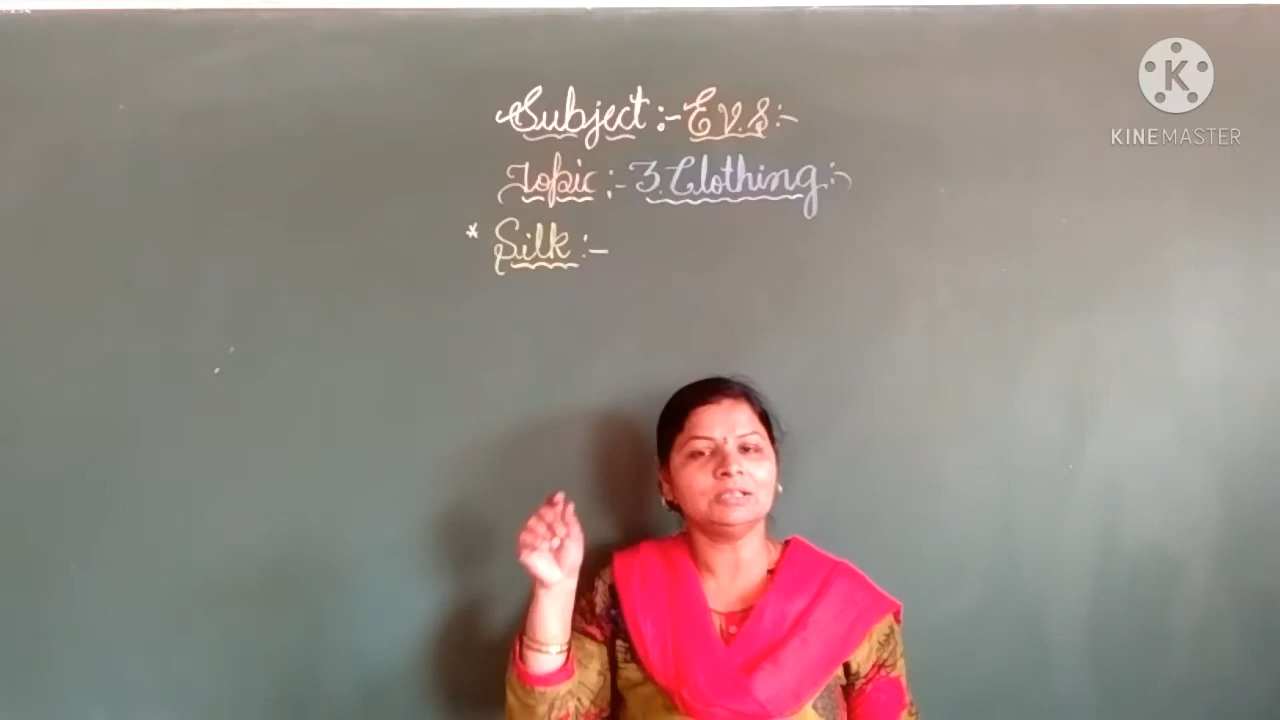 Subject :- E.V.S :-
Topic :- 3. Clothing :-
* Silk :-
K
KINEMASTER